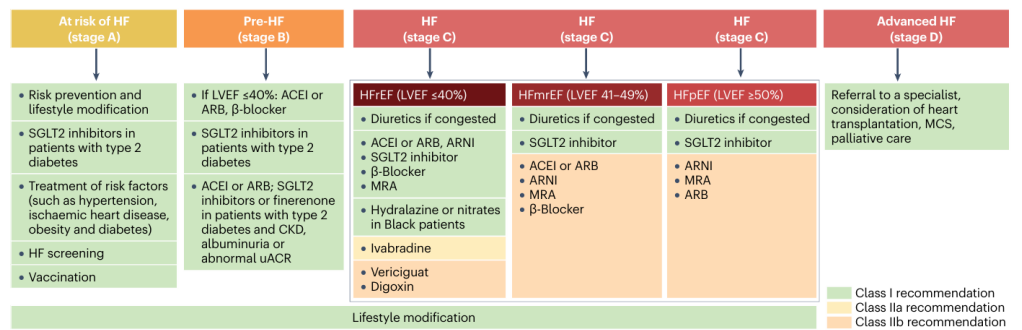 At risk of HF
(stage A)
Pre-HF
(stage B)
HF
(stage C)
HF
(stage C)
HF
(stage C)
Advanced HF
(stage D)
• Risk prevention and
lifestyle modification
• SGLT2 inhibitors in
patients with type 2
diabetes
• Treatment of risk factors
(such as hypertension,
ischaemic heart disease,
obesity and diabetes)
• HF screening
• Vaccination
• If LVEF ≤40%: ACEI or
ARB, β-blocker
• SGLT2 inhibitors in
patients with type 2
diabetes
• ACEI or ARB; SGLT2
inhibitors or finerenone
in patients with type 2
diabetes and CKD,
albuminuria or
abnormal uACR
HFrEF (LVEF ≤40%)
• Diuretics if congested
• ACEI or ARB, ARNI
• SGLT2 inhibitor
• β-Blocker
• MRA
• Hydralazine or nitrates
in Black patients
• Ivabradine
• Vericiguat
• Digoxin
HFmrEF (LVEF 41–49%)
• Diuretics if congested
• SGLT2 inhibitor
• ACEI or ARB
• ARNI
• MRA
• β-Blocker
HFpEF (LVEF ≥50%)
• Diuretics if congested
• SGLT2 inhibitor
• ARNI
• MRA
• ARB
Referral to a specialist,
consideration of heart
transplantation, MCS,
palliative care
Lifestyle modification
Class I recommendation
Class IIa recommendation
Class IIb recommendation